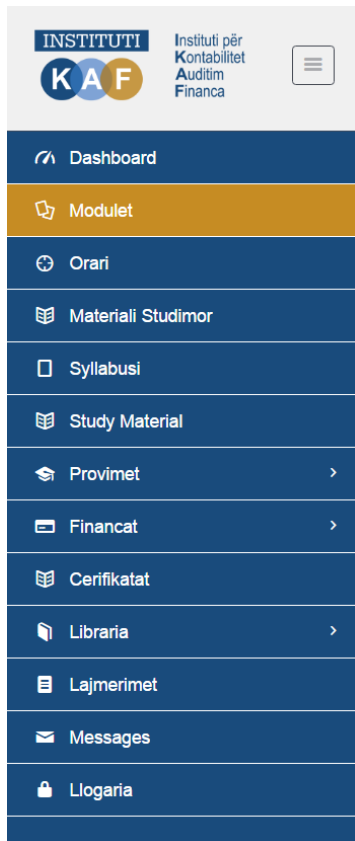 INSTITUTI
KAF
Instituti për
Kontabilitet
Auditim
Financa
Dashboard
Modulet
Orari
Materiali Studimor
Syllabusi
Study Material
Provimet
Financat
Cerifikatat
Libraria
Lajmerimet
Messages
Llogaria